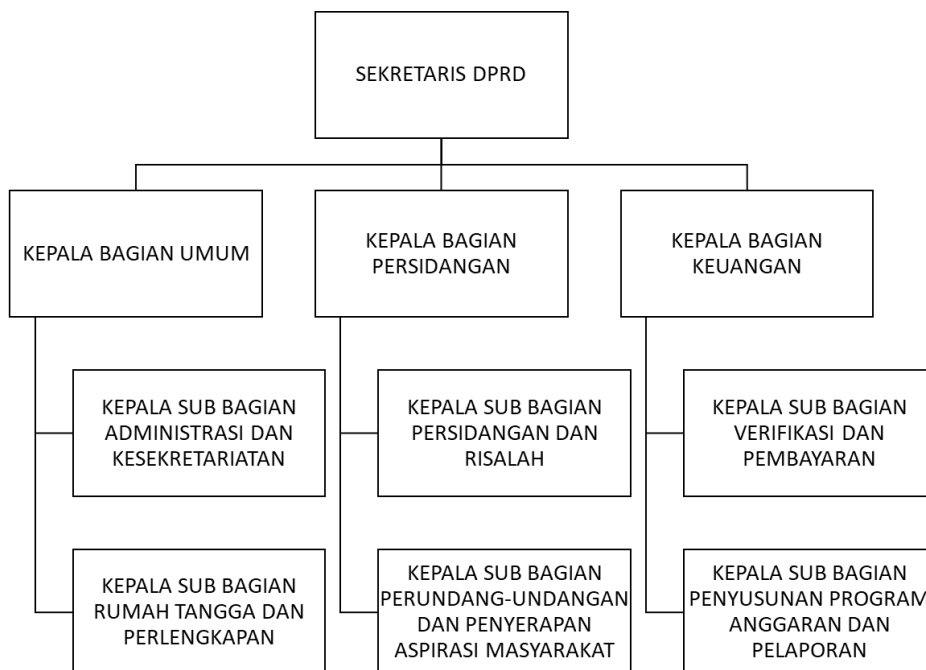 SEKRETARIS DPRD
KEPALA BAGIAN UMUM
KEPALA BAGIAN
PERSIDANGAN
KEPALA BAGIAN
KEUANGAN
KEPALA SUB BAGIAN
ADMINISTRASI DAN
KESEKRETARIATAN
KEPALA SUB BAGIAN
PERSIDANGAN DAN
RISALAH
KEPALA SUB BAGIAN
VERIFIKASI DAN
PEMBAYARAN
KEPALA SUB BAGIAN
RUMAH TANGGA DAN
PERLENGKAPAN
KEPALA SUB BAGIAN
PERUNDANG-UNDANGAN
DAN PENYERAPAN
ASPIRASI MASYARAKAT
KEPALA SUB BAGIAN
PENYUSUNAN PROGRAM
ANGGARAN DAN
PELAPORAN